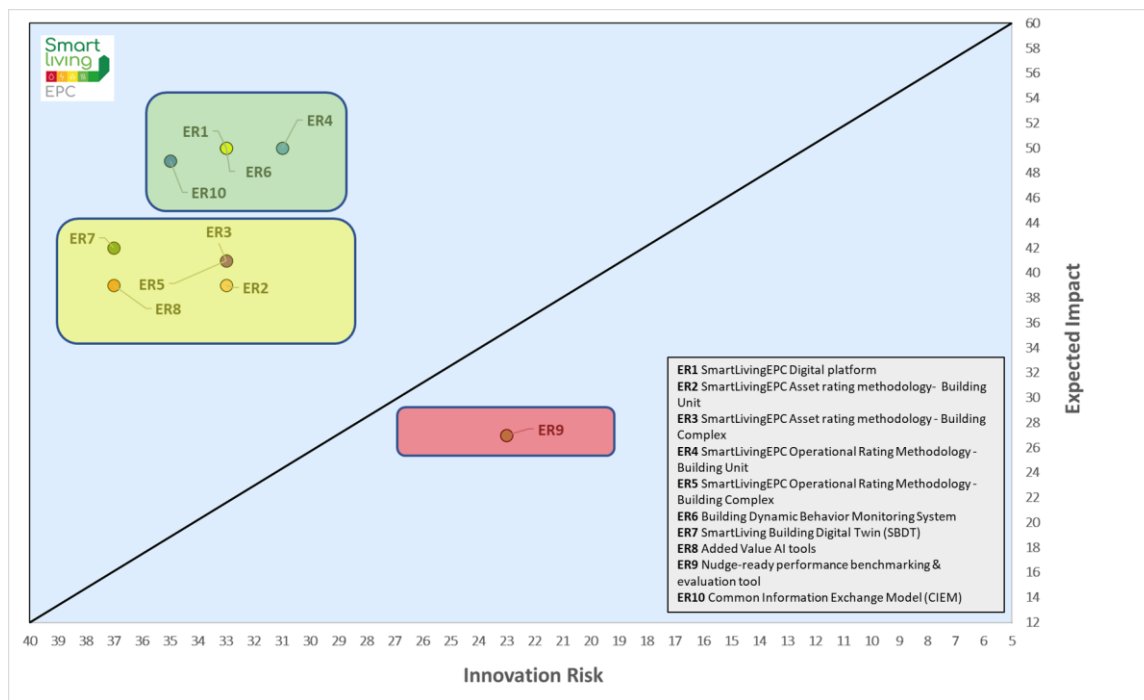 Smart
living
EPC
ER1
ER4
ER6
ER10
ER7
ER3
ER5
ER2
ER8
ER9
60
58
56
54
52
50
48
46
44
42
40
38
36
34
32
30
28
26
24
22
20
18
16
14
12
Expected Impact
ER1 SmartLivingEPC Digital platform
ER2 SmartLivingEPC Asset rating methodology- Building
Unit
ER3 SmartLivingEPC Asset rating methodology - Building
Complex
ER4 SmartLivingEPC Operational Rating Methodology -
Building Unit
ER5 SmartLivingEPC Operational Rating Methodology -
Building Complex
ER6 Building Dynamic Behavior Monitoring System
ER7 SmartLiving Building Digital Twin (SBDT)
ER8 Added Value AI tools
ER9 Nudge-ready performance benchmarking &
evaluation tool
ER10 Common Information Exchange Model (CIEM)
40 39 38 37 36 35 34 33 32 31 30 29 28 27 26 25 24 23 22 21 20 19 18 17 16 15 14 13 12 11 10 9 8 7 6 5
Innovation Risk